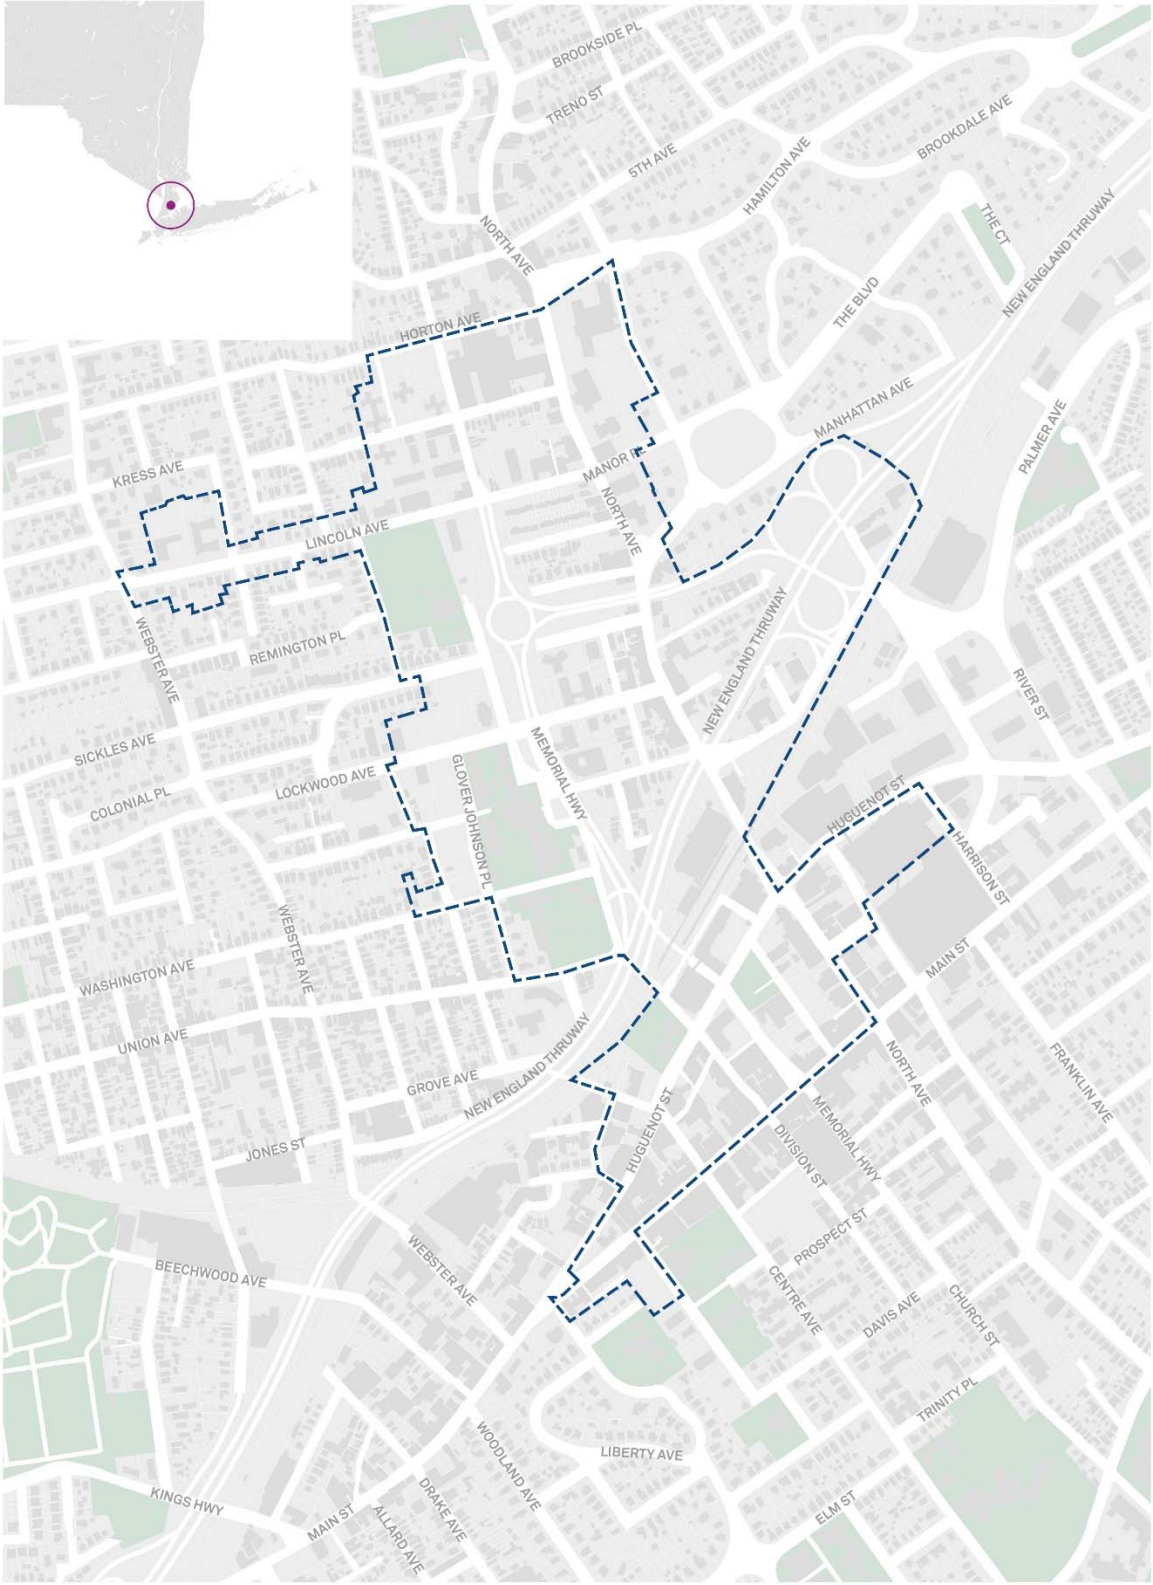 BROOKSIDE PL
TRENO ST
5TH AVE
BROOKDALE AVE
HAMILTON AVE
NORTH AVE
THE CT
NEW ENGLAND THRUWAY
THE BLVD
HORTON AVE
MANHATTAN AVE
PALMER AVE
KRESS AVE
MANOR PL
NORTH AVE
LINCOLN AVE
REMINGTON PL
WEBSTER AVE
NEW ENGLAND THRUWAY
RIVER ST
SICKLES AVE
MEMORIAL HWY
LOCKWOOD AVE
COLONIAL PL
GLOVER JOHNSON PL
HUGUENOT ST
HARRISON ST
WEBSTER AVE
WASHINGTON AVE
MAIN ST
UNION AVE
NEW ENGLAND THRUWAY
GROVE AVE
NORTH AVE
FRANKLIN AVE
HUGUENOT ST
MEMORIAL HWY
DIVISION ST
JONES ST
PROSPECT ST
WEBSTER AVE
BEECHWOOD AVE
CENTRE AVE
DAVIS AVE
CHURCH ST
TRINITY PL
LIBERTY AVE
WOODLAND AVE
KINGS HWY
MAIN ST
ALLARD AVE
DRAKE AVE
ELM ST